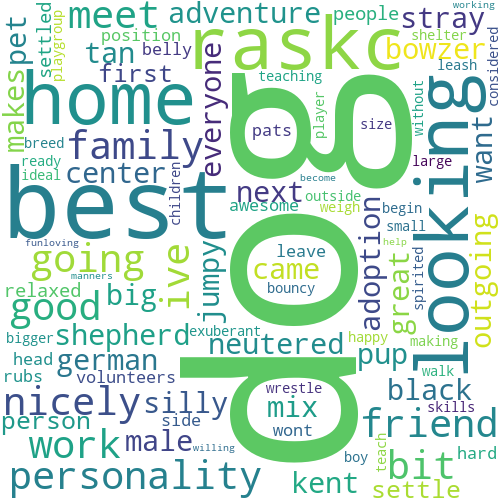 working
meet
adventure
people
stray
pet
settled
playgroup
tan
position
belly
raskc
bowzer
shelter
leash
considered
makes
first
everyone
teaching
player
without
home
pats
size
looking
want
family
dog
large
breed
ready
ideal
center
children
next
become
outside
best
awesome
weigh
adoption
begin
small
outgoing
funloving
manners
going
ive
jumpy
leave
came
bouncy
great
spirited
help
relaxed
good
big
exuberant
happy
making
bigger
shepherd
neutered
pup
walk
head
german
rubs
volunteers
wrestle
black
nicely
silly
mix
skills
person
side
wont
friend
work
male
boy
teach
bit
hard
willing
personality
kent
settle